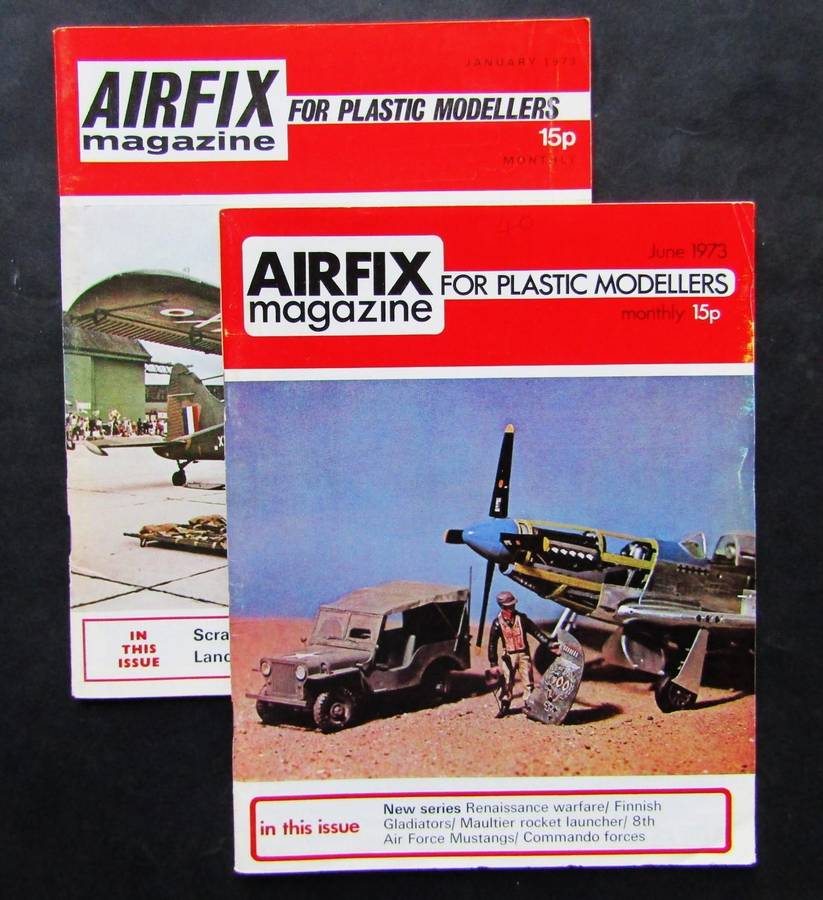 JANUARY 1973
AIRFIX
magazine
FOR PLASTIC MODELLERS
15p
MONTHLY
IN
THIS
ISSUE
Scra
Land
June 1973
AIRFIX
magazine
FOR PLASTIC MODELLERS
monthly 15p
in this issue
New series Renaissance warfare/ Finnish
Gladiators/ Maultier rocket launcher/ 8th
Air Force Mustangs/ Commando forces